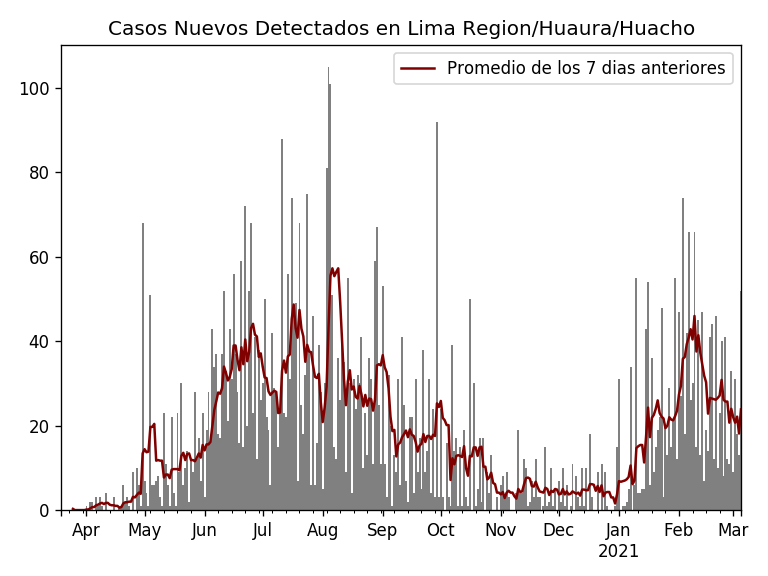 Casos Nuevos Detectados en Lima Region/Huaura/Huacho
Promedio de los 7 dias anteriores
100
80
60
40
20
0
Apr May Jun Jul Aug Sep Oct Nov Dec Jan Feb Mar
2021